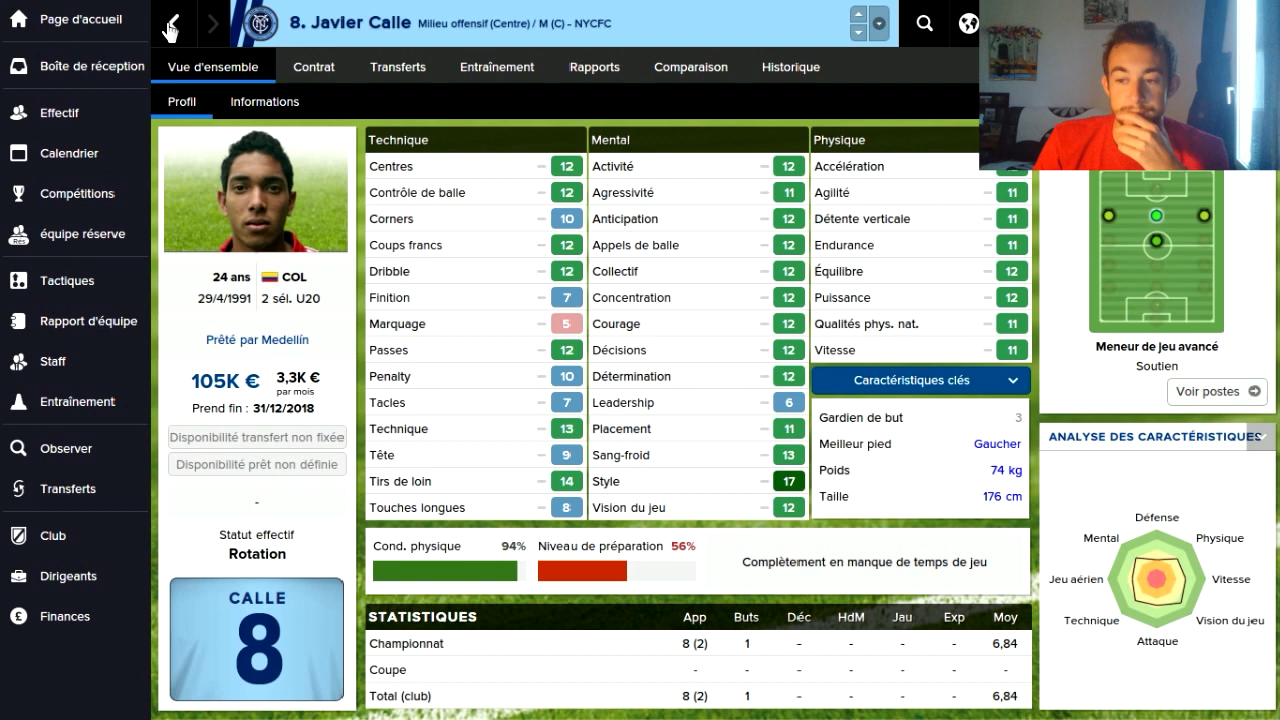 Page d'accueil
Boîte de réception
Effectif
Calendrier
Compétitions
Tactiques
Staff
Entraînement
Observer
Transferts
Club
Dirigeants
Finances
8. Javier Calle Milieu offensif (Centre) / M (C) - NYCFC
Vue d'ensemble Contrat Transferts Entraînement Rapports Comparaison Historique
Profil Informations
24 ans COL
29/4/1991 2 sél. U20
Prêté par Medellín
105K € 3,3K €
par mois
Prend fin : 31/12/2018
Disponibilité transfert non fixée
Disponibilité prêt non définie
-
Statut effectif
Rotation
CALLE
8
Technique
Centres - 12
Contrôle de balle - 12
Corners - 10
Coups francs - 12
Dribble - 12
Finition - 7
Marquage - 5
Passes - 12
Penalty - 10
Tacles - 7
Technique - 13
Tête - 9
Tirs de loin - 14
Touches longues - 8
Mental
Activité - 12
Agressivité - 11
Anticipation - 12
Appels de balle - 12
Collectif - 12
Concentration - 12
Courage - 12
Décisions - 12
Détermination - 12
Leadership - 6
Placement - 11
Sang-froid - 13
Style - 17
Vision du jeu - 12
Physique
Accélération
Agilité - 11
Détente verticale - 11
Endurance - 11
Équilibre - 12
Puissance - 12
Qualités phys. nat. - 11
Vitesse - 11
Caractéristiques clés
Gardien de but 3
Meilleur pied Gaucher
Poids 74 kg
Taille 176 cm
Cond. physique 94% Niveau de préparation 56%
Complètement en manque de temps de jeu
STATISTIQUES App Buts Déc HdM Jau Exp Moy
Championnat 8 (2) 1 - - - - 6,84
Coupe - - - - - - -
Total (club) 8 (2) 1 - - - - 6,84
Meneur de jeu avancé
Soutien
Voir postes
ANALYSE DES CARACTÉRISTIQUES
Défense
Mental Physique
Jeu aérien Vitesse
Technique Vision du jeu
Attaque